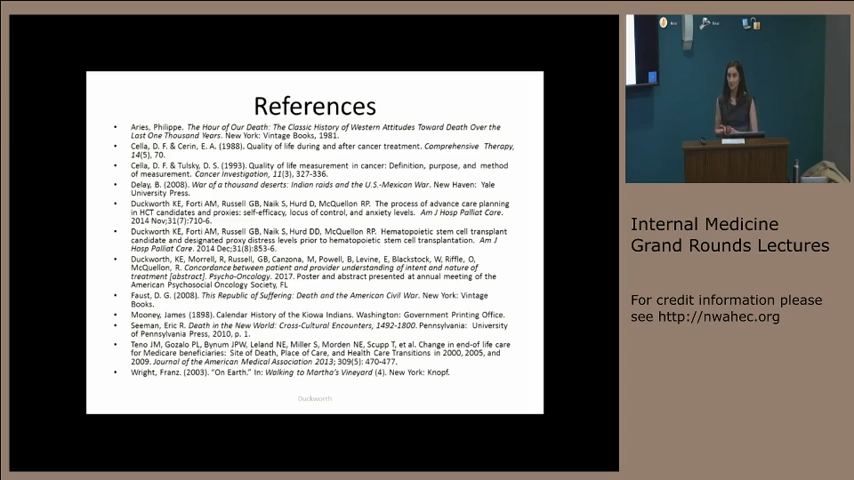 References
• Aries, Philippe. The Hour of Our Death: The Classic History of Western Attitudes Toward Death Over the
Last One Thousand Years. New York: Vintage Books, 1981.
• Cella, D. F. & Cerin, E. A. (1988). Quality of life during and after cancer treatment. Comprehensive Therapy,
14(5), 70.
• Cella, D. F. & Tulsky, D. S. (1993). Quality of life measurement in cancer: Definition, purpose, and method
of measurement. Cancer Investigation, 11(3), 327-336.
• Delay, B. (2008). War of a thousand deserts: Indian raids and the U.S.-Mexican War. New Haven: Yale
University Press.
• Duckworth KE, Forti AM, Russell GB, Naik S, Hurd D, McQuellon RP. The process of advance care planning
in HCT candidates and proxies: self-efficacy, locus of control, and anxiety levels. Am J Hosp Palliat Care.
2014 Nov;31(7):710-6.
• Duckworth KE, Forti AM, Russell GB, Naik S, Hurd DD, McQuellon RP. Hematopoietic stem cell transplant
candidate and designated proxy distress levels prior to hematopoietic stem cell transplantation. Am J
Hosp Palliat Care. 2014 Dec;31(8):853-6.
• Duckworth, KE, Morrell, R, Russell, GB, Canzona, M, Powell, B, Levine, E, Blackstock, W, Riffle, O,
McQuellon, R. Concordance between patient and provider understanding of intent and nature of
treatment [abstract]. Psycho-Oncology. 2017. Poster and abstract presented at annual meeting of the
American Psychosocial Oncology Society, FL
• Faust, D. G. (2008). This Republic of Suffering: Death and the American Civil War. New York: Vintage
Books.
• Mooney, James (1898). Calendar History of the Kiowa Indians. Washington: Government Printing Office.
• Seeman, Eric R. Death in the New World: Cross-Cultural Encounters, 1492-1800. Pennsylvania: University
of Pennsylvania Press, 2010, p. 1.
• Teno JM, Gozalo PL, Bynum JPW, Leland NE, Miller S, Morden NE, Scupp T, et al. Change in end-of life care
for Medicare beneficiaries: Site of Death, Place of Care, and Health Care Transitions in 2000, 2005, and
2009. Journal of the American Medical Association 2013; 309(5): 470-477.
• Wright, Franz. (2003). "On Earth." In: Walking to Martha's Vineyard (4). New York: Knopf.
Duckworth
Internal Medicine
Grand Rounds Lectures
For credit information please
see http://nwahec.org